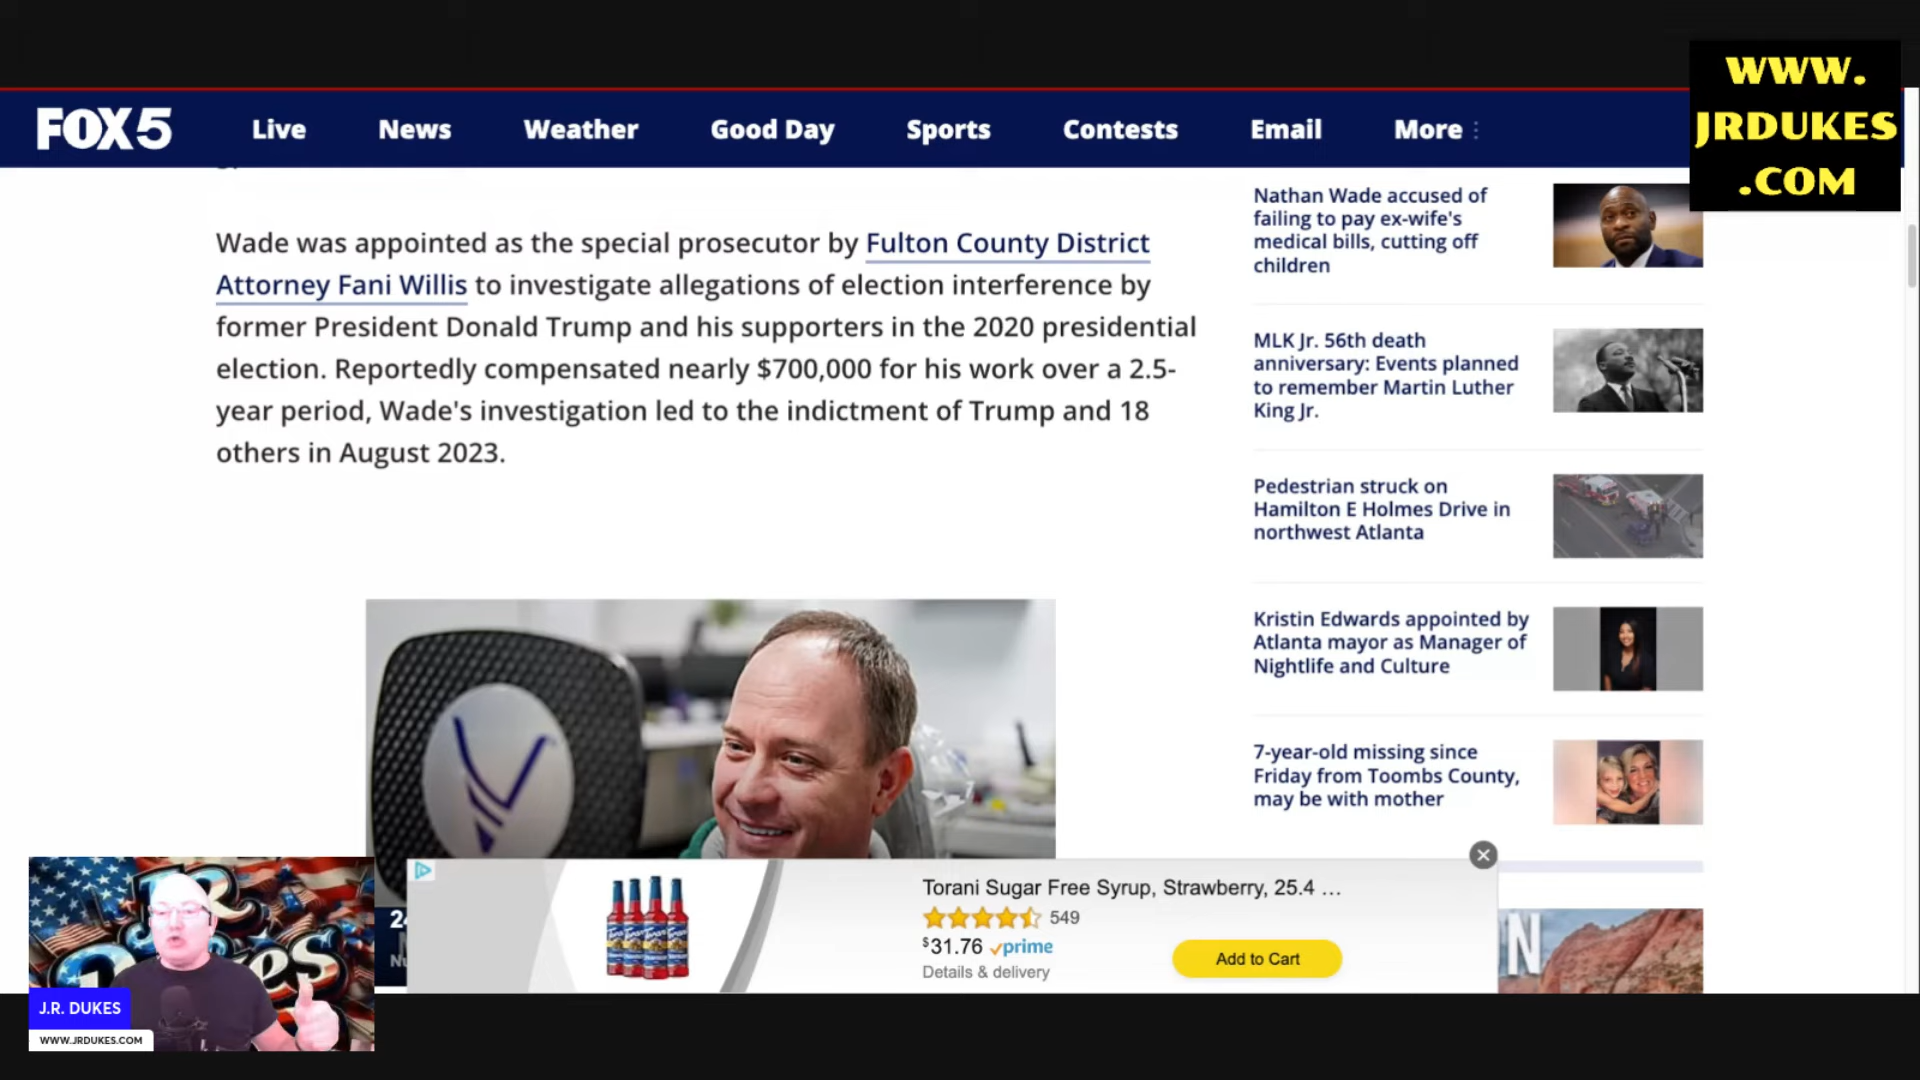 WWW.
JRDUKES
.COM
FOX 5
Live News Weather Good Day Sports Contests Email More
Wade was appointed as the special prosecutor by Fulton County District
Attorney Fani Willis to investigate allegations of election interference by
former President Donald Trump and his supporters in the 2020 presidential
election. Reportedly compensated nearly $700,000 for his work over a 2.5-
year period, Wade's investigation led to the indictment of Trump and 18
others in August 2023.
Nathan Wade accused of
failing to pay ex-wife's
medical bills, cutting off
children
MLK Jr. 56th death
anniversary: Events planned
to remember Martin Luther
King Jr.
Pedestrian struck on
Hamilton E Holmes Drive in
northwest Atlanta
Kristin Edwards appointed by
Atlanta mayor as Manager of
Nightlife and Culture
7-year-old missing since
Friday from Toombs County,
may be with mother
Torani Sugar Free Syrup, Strawberry, 25.4 ...
549
$31.76 prime
Details & delivery
Add to Cart
N
JR
Dukes
J.R. DUKES
WWW.JRDUKES.COM